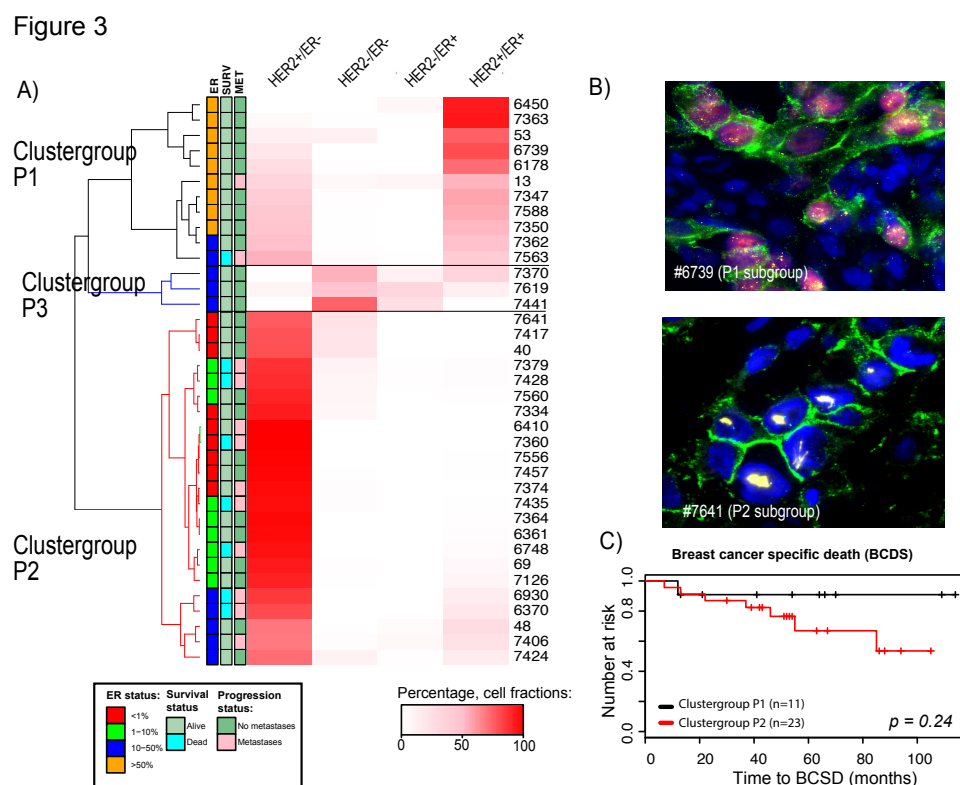 Figure 3
A)
ER
SURV
MET
HER2+/ER-
HER2-/ER-
HER2-/ER+
HER2+/ER+
Clustergroup
P1
Clustergroup
P3
Clustergroup
P2
6450
7363
53
6739
6178
13
7347
7588
7350
7362
7563
7370
7619
7441
7641
7417
40
7379
7428
7560
7334
6410
7360
7556
7457
7374
7435
7364
6361
6748
69
7126
6930
6370
48
7406
7424
ER status:
<1%
1-10%
10-50%
>50%
Survival
status
Alive
Dead
Progression
status:
No metastases
Metastases
Percentage, cell fractions:
0 50 100
B)
#6739 (P1 subgroup)
#7641 (P2 subgroup)
C)
Breast cancer specific death (BCDS)
Number at risk
1.0
0.8
0.4
0.0
Clustergroup P1 (n=11)
Clustergroup P2 (n=23)
p = 0.24
0 20 40 60 80 100
Time to BCSD (months)